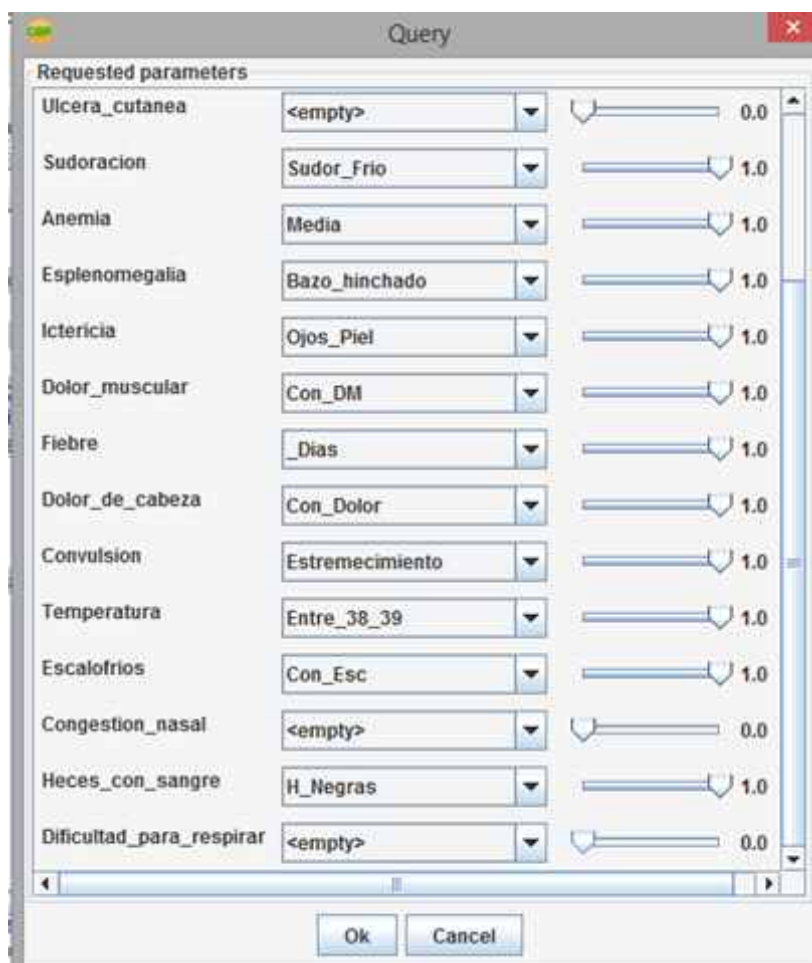 Query
Requested parameters
Ulcera_cutanea <empty> 0.0
Sudoracion Sudor_Frio 1.0
Anemia Media 1.0
Esplenomegalia Bazo_hinchado 1.0
Ictericia Ojos_Piel 1.0
Dolor_muscular Con_DM 1.0
Fiebre _Dias 1.0
Dolor_de_cabeza Con_Dolor 1.0
Convulsion Estremecimiento 1.0
Temperatura Entre_38_39 1.0
Escalofrios Con_Esc 1.0
Congestion_nasal <empty> 0.0
Heces_con_sangre H_Negras 1.0
Dificultad_para_respirar <empty> 0.0
Ok Cancel